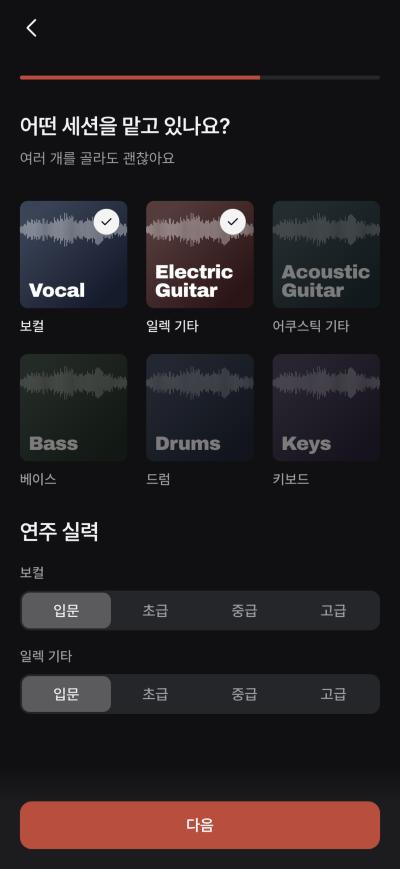 어떤 세션을 맡고 있나요?
여러 개를 골라도 괜찮아요
Vocal
Electric
Guitar
Acoustic
Guitar
보컬
일렉 기타
어쿠스틱 기타
Bass
Drums
Keys
베이스
드럼
키보드
연주 실력
보컬
입문 초급 중급 고급
일렉 기타
입문 초급 중급 고급
다음